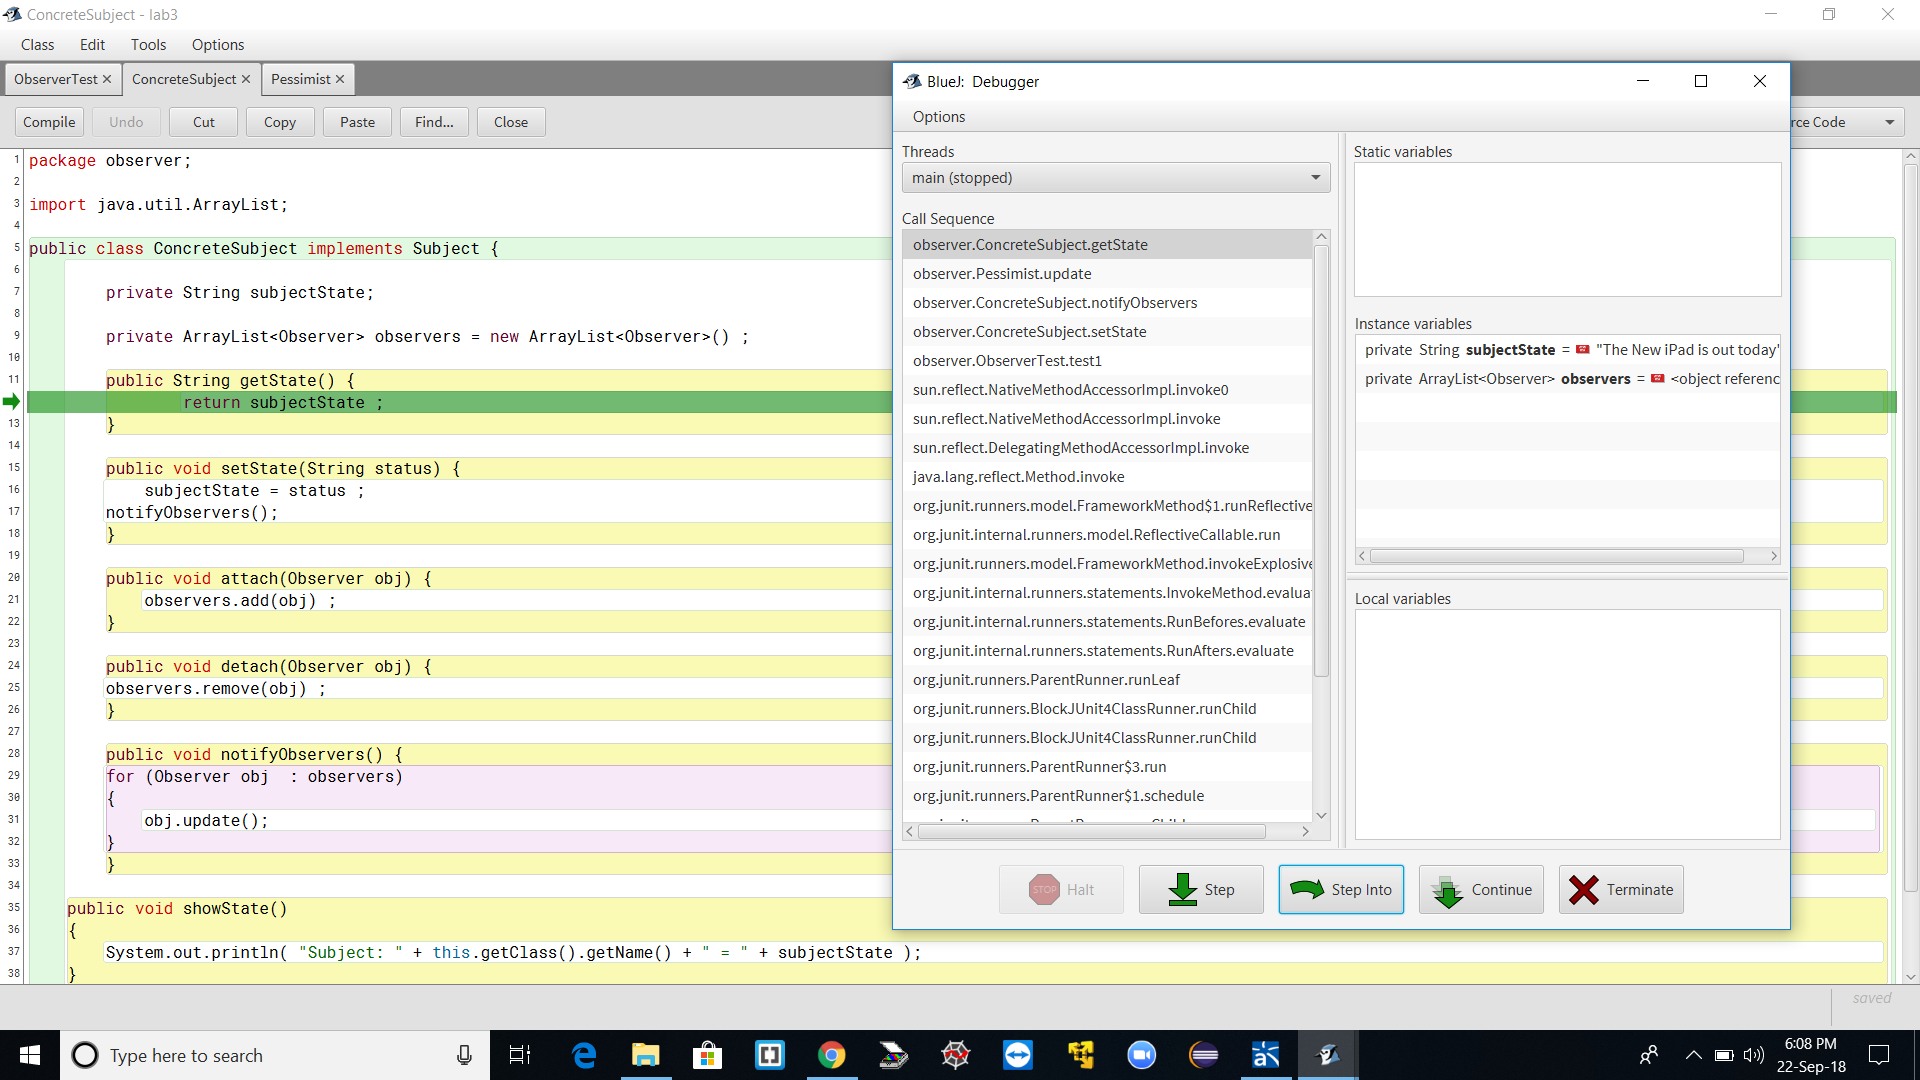 ConcreteSubject - lab3
Class Edit Tools Options
ObserverTest ConcreteSubject Pessimist
Compile Undo Cut Copy Paste Find... Close
rce Code
1 package observer;
2
3 import java.util.ArrayList;
4
5 public class ConcreteSubject implements Subject {
6
7 private String subjectState;
8
9 private ArrayList<Observer> observers = new ArrayList<Observer>() ;
10
11 public String getState() {
return subjectState ;
13 }
14
15 public void setState(String status) {
16 subjectState = status ;
17 notifyObservers();
18 }
19
20 public void attach(Observer obj) {
21 observers.add(obj) ;
22 }
23
24 public void detach(Observer obj) {
25 observers.remove(obj) ;
26 }
27
28 public void notifyObservers() {
29 for (Observer obj : observers)
30 {
31 obj.update();
32 }
33 }
34
35 public void showState()
36 {
37 System.out.println( "Subject: " + this.getClass().getName() + " = " + subjectState );
38 }
saved
BlueJ: Debugger
Options
Threads
main (stopped)
Call Sequence
observer.ConcreteSubject.getState
observer.Pessimist.update
observer.ConcreteSubject.notifyObservers
observer.ConcreteSubject.setState
observer.ObserverTest.test1
sun.reflect.NativeMethodAccessorImpl.invoke0
sun.reflect.NativeMethodAccessorImpl.invoke
sun.reflect.DelegatingMethodAccessorImpl.invoke
java.lang.reflect.Method.invoke
org.junit.runners.model.FrameworkMethod$1.runReflective
org.junit.internal.runners.model.ReflectiveCallable.run
org.junit.runners.model.FrameworkMethod.invokeExplosive
org.junit.internal.runners.statements.InvokeMethod.evalua
org.junit.internal.runners.statements.RunBefores.evaluate
org.junit.internal.runners.statements.RunAfters.evaluate
org.junit.runners.ParentRunner.runLeaf
org.junit.runners.BlockJUnit4ClassRunner.runChild
org.junit.runners.BlockJUnit4ClassRunner.runChild
org.junit.runners.ParentRunner$3.run
org.junit.runners.ParentRunner$1.schedule
Static variables
Instance variables
private String subjectState = "The New iPad is out today"
private ArrayList<Observer> observers = <object referenc
Local variables
STOP Halt Step Step Into Continue Terminate
Type here to search
6:08 PM
22-Sep-18